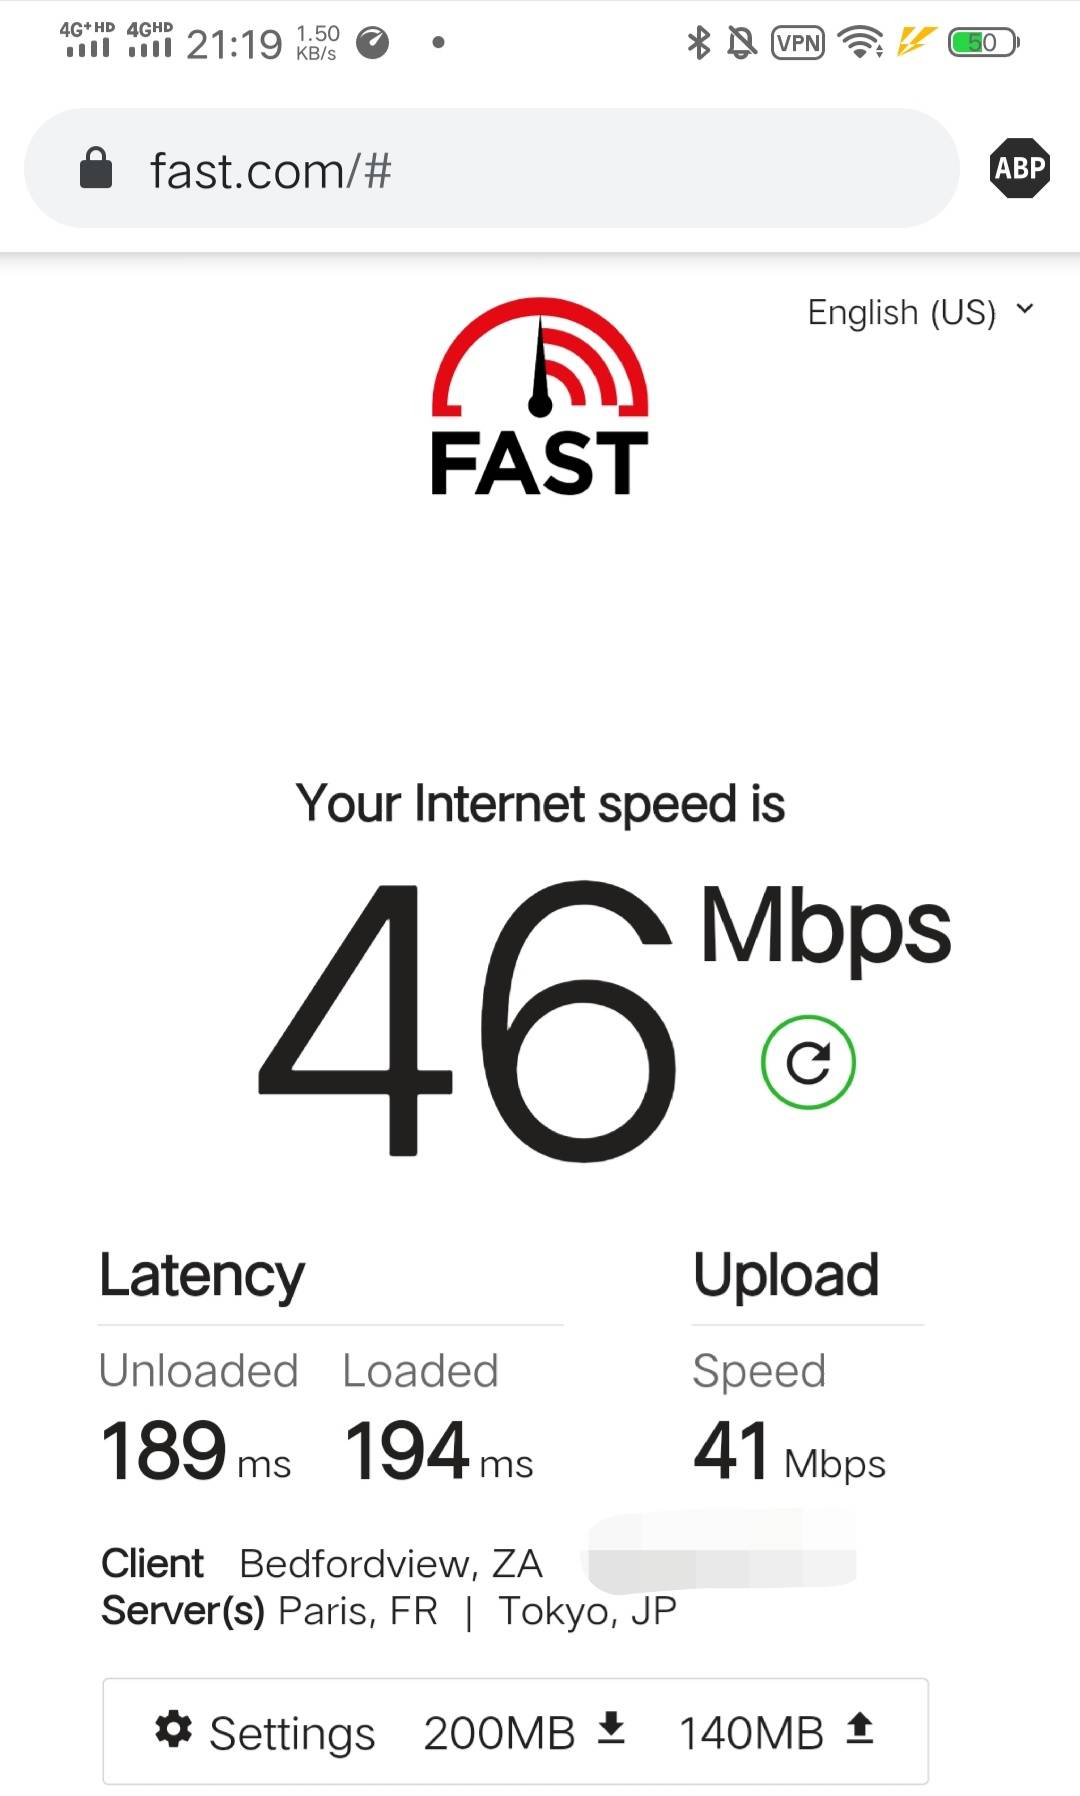 4G+HD 4GHD 21:19 1.50 KB/s VPN 50
fast.com/# ABP
English (US)
FAST
Your Internet speed is
46 Mbps
Latency Upload
Unloaded Loaded Speed
189 ms 194 ms 41 Mbps
Client Bedfordview, ZA
Server(s) Paris, FR | Tokyo, JP
Settings 200MB 140MB